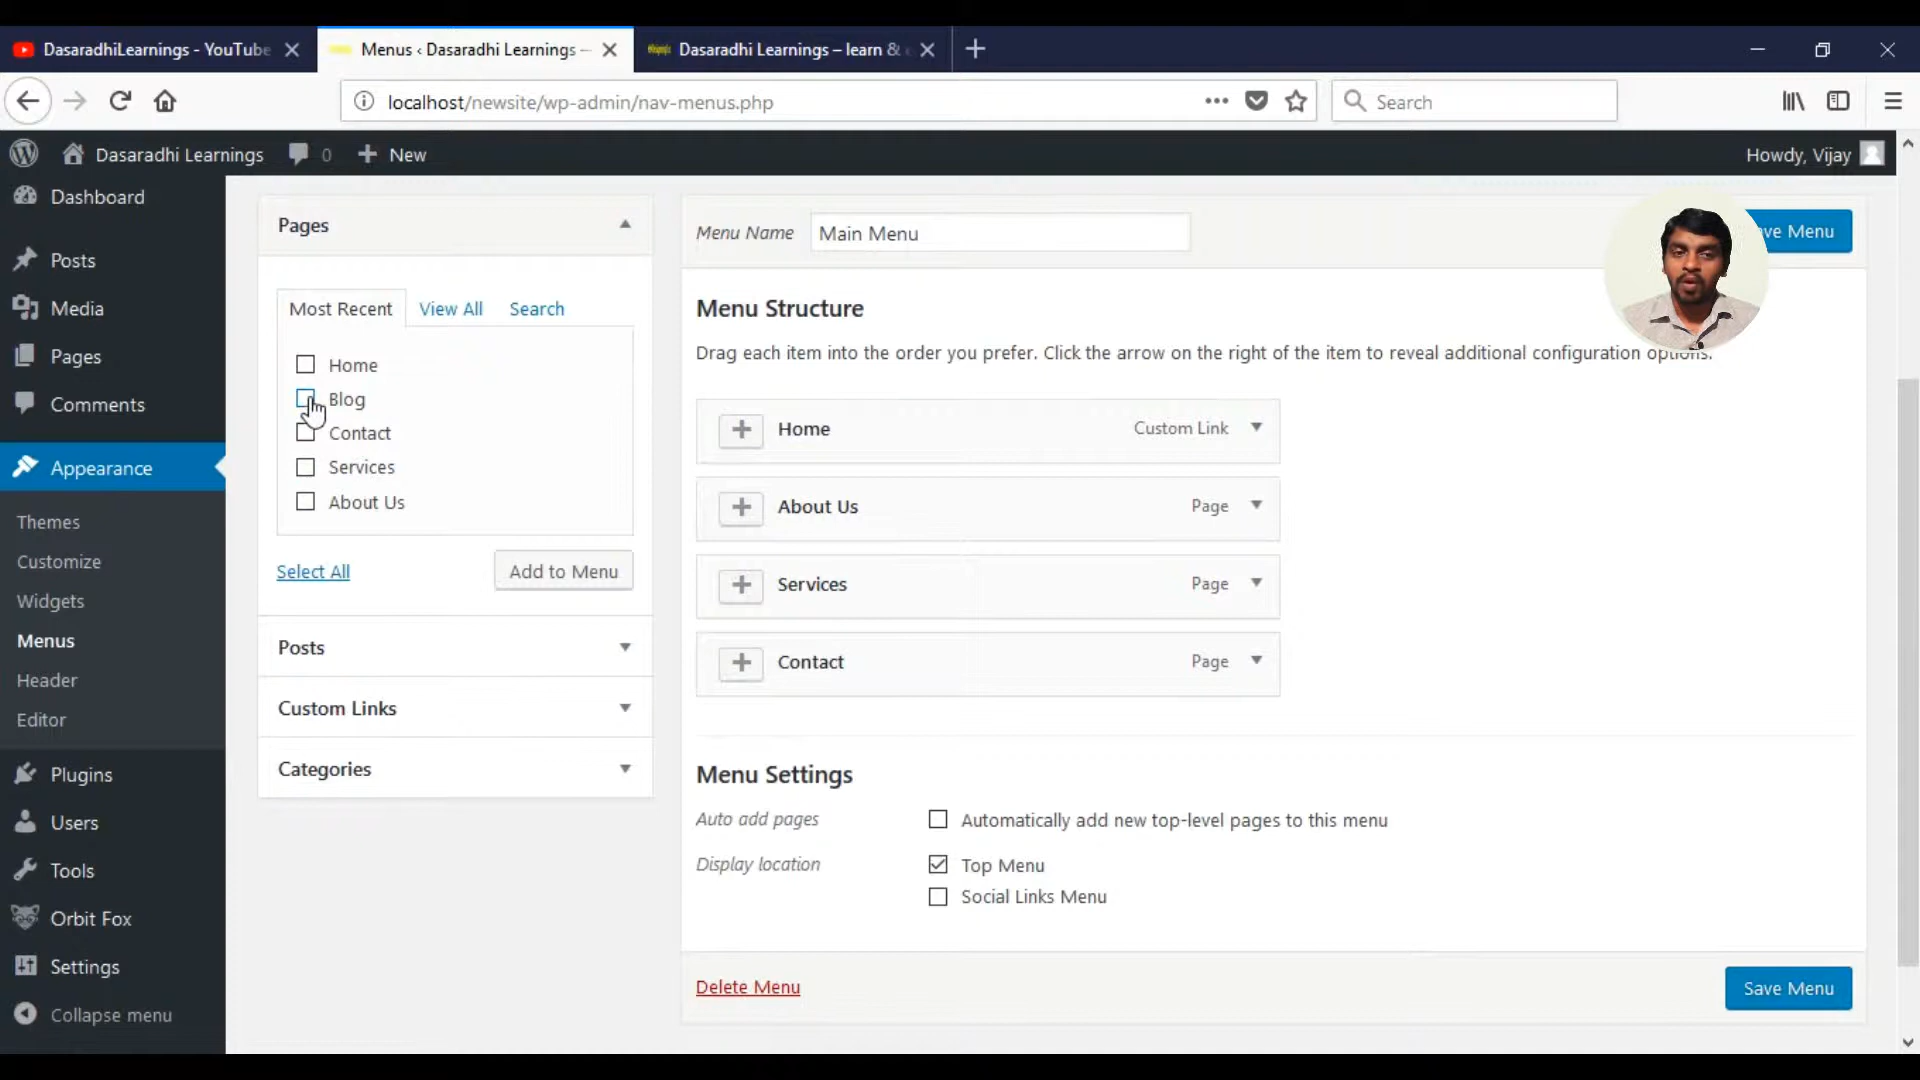 DasaradhiLearnings - YouTube
Menus ‹ Dasaradhi Learnings —
Dasaradhi Learnings – learn &
localhost/newsite/wp-admin/nav-menus.php
Search
Dasaradhi Learnings
0
New
Howdy, Vijay
Dashboard
Posts
Media
Pages
Comments
Appearance
Themes
Customize
Widgets
Menus
Header
Editor
Plugins
Users
Tools
Orbit Fox
Settings
Collapse menu
Pages
Most Recent
View All
Search
Home
Blog
Contact
Services
About Us
Select All
Add to Menu
Posts
Custom Links
Categories
Menu Name
Main Menu
Menu
Menu Structure
Drag each item into the order you prefer. Click the arrow on the right of the item to reveal additional configuration options.
Home Custom Link
About Us Page
Services Page
Contact Page
Menu Settings
Auto add pages
Automatically add new top-level pages to this menu
Display location
Top Menu
Social Links Menu
Delete Menu
Save Menu